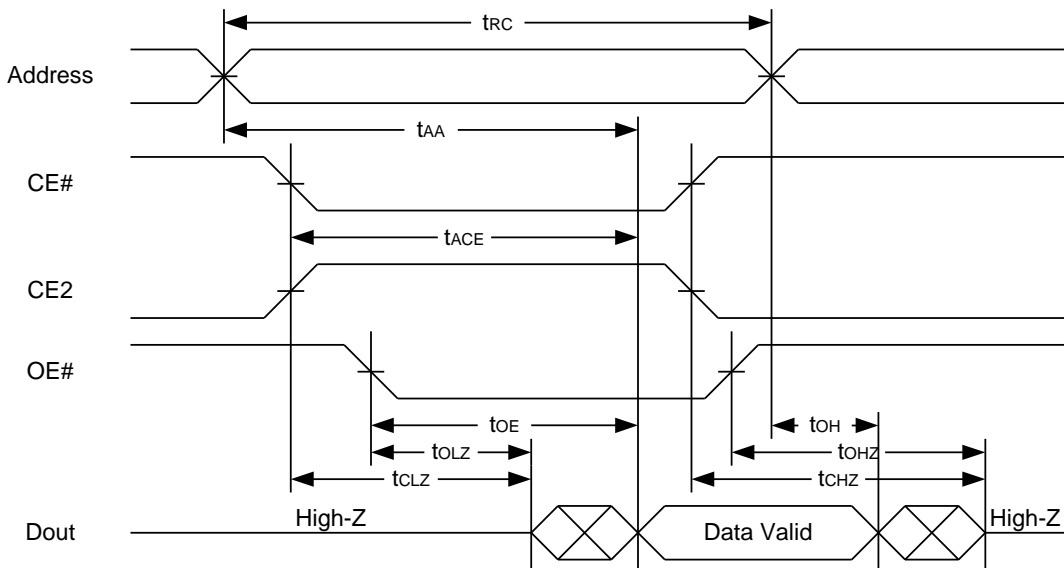 tRC
Address
tAA
CE#
tACE
CE2
OE#
tOE
tOH
tOLZ
tOHZ
tCLZ
tCHZ
High-Z
High-Z
Dout
Data Valid